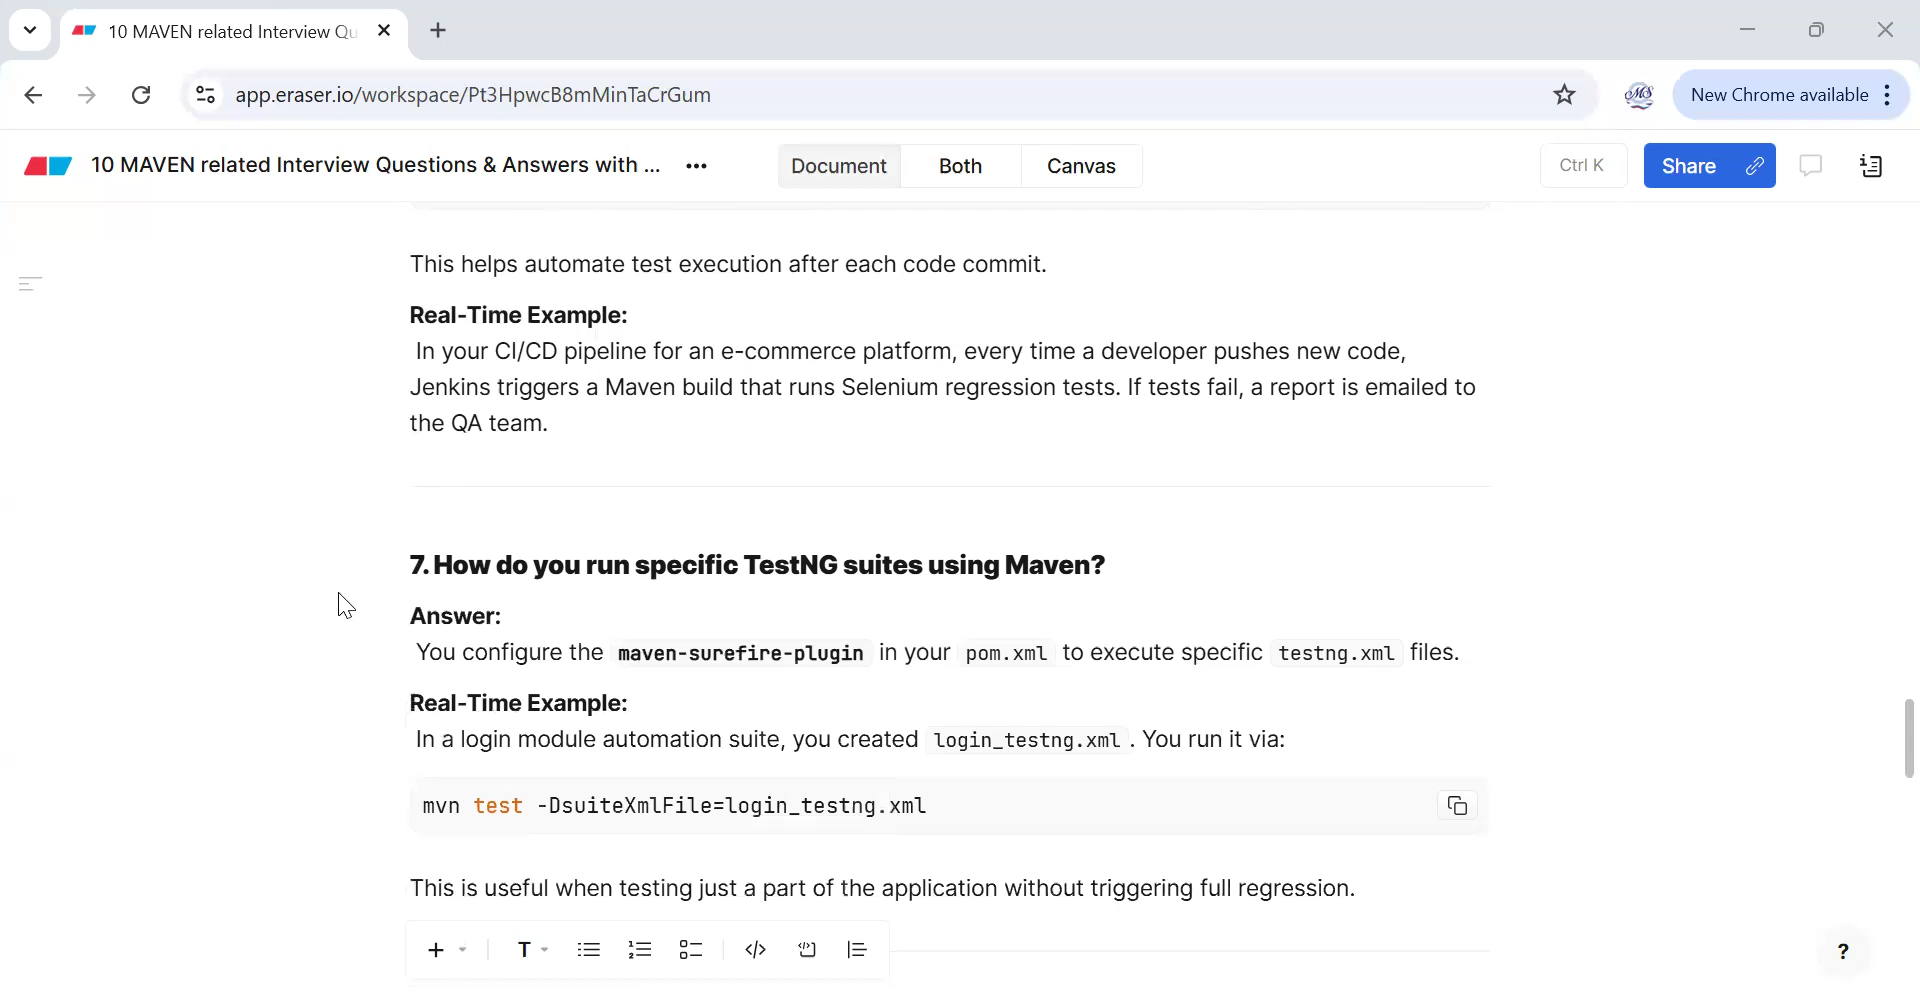 10 MAVEN related Interview Qu
app.eraser.io/workspace/Pt3HpwcB8mMinTaCrGum
MS
New Chrome available
10 MAVEN related Interview Questions & Answers with ...
Document
Both
Canvas
Ctrl K
Share
This helps automate test execution after each code commit.
Real-Time Example:
In your CI/CD pipeline for an e-commerce platform, every time a developer pushes new code,
Jenkins triggers a Maven build that runs Selenium regression tests. If tests fail, a report is emailed to
the QA team.
7. How do you run specific TestNG suites using Maven?
Answer:
You configure the maven-surefire-plugin in your pom.xml to execute specific testng.xml files.
Real-Time Example:
In a login module automation suite, you created login_testng.xml. You run it via:
mvn test -DsuiteXmlFile=login_testng.xml
This is useful when testing just a part of the application without triggering full regression.
T
?